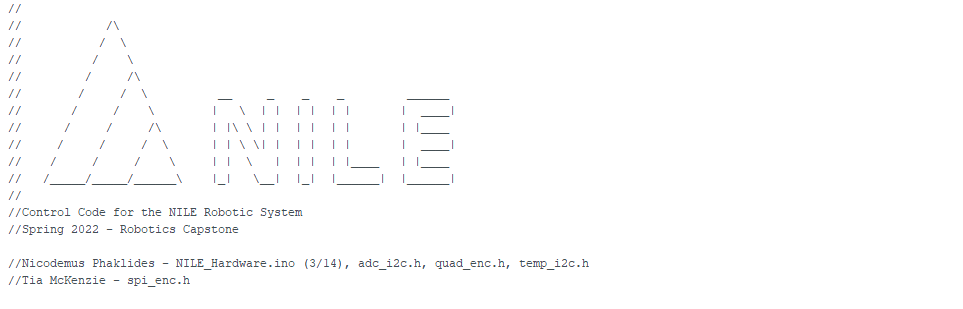 //
//            /\
//           /  \
//          /    \
//         /     /\
//        /     /  \          __     _    _    _         ______
//       /     /    \        |   \  | |  | |  | |       |  ____|
//      /     /     /\       | |\ \ | |  | |  | |       | |____
//     /     /     /  \      | | \ \| |  | |  | |       |  ____|
//    /     /     /    \     | |  \   |  | |  | |____   | |____
//   /_____/_____/______\    |_|   \__|  |_|  |______|  |______|
//
//Control Code for the NILE Robotic System
//Spring 2022 - Robotics Capstone
//Nicodemus Phaklides - NILE_Hardware.ino (3/14), adc_i2c.h, quad_enc.h, temp_i2c.h
//Tia McKenzie - spi_enc.h